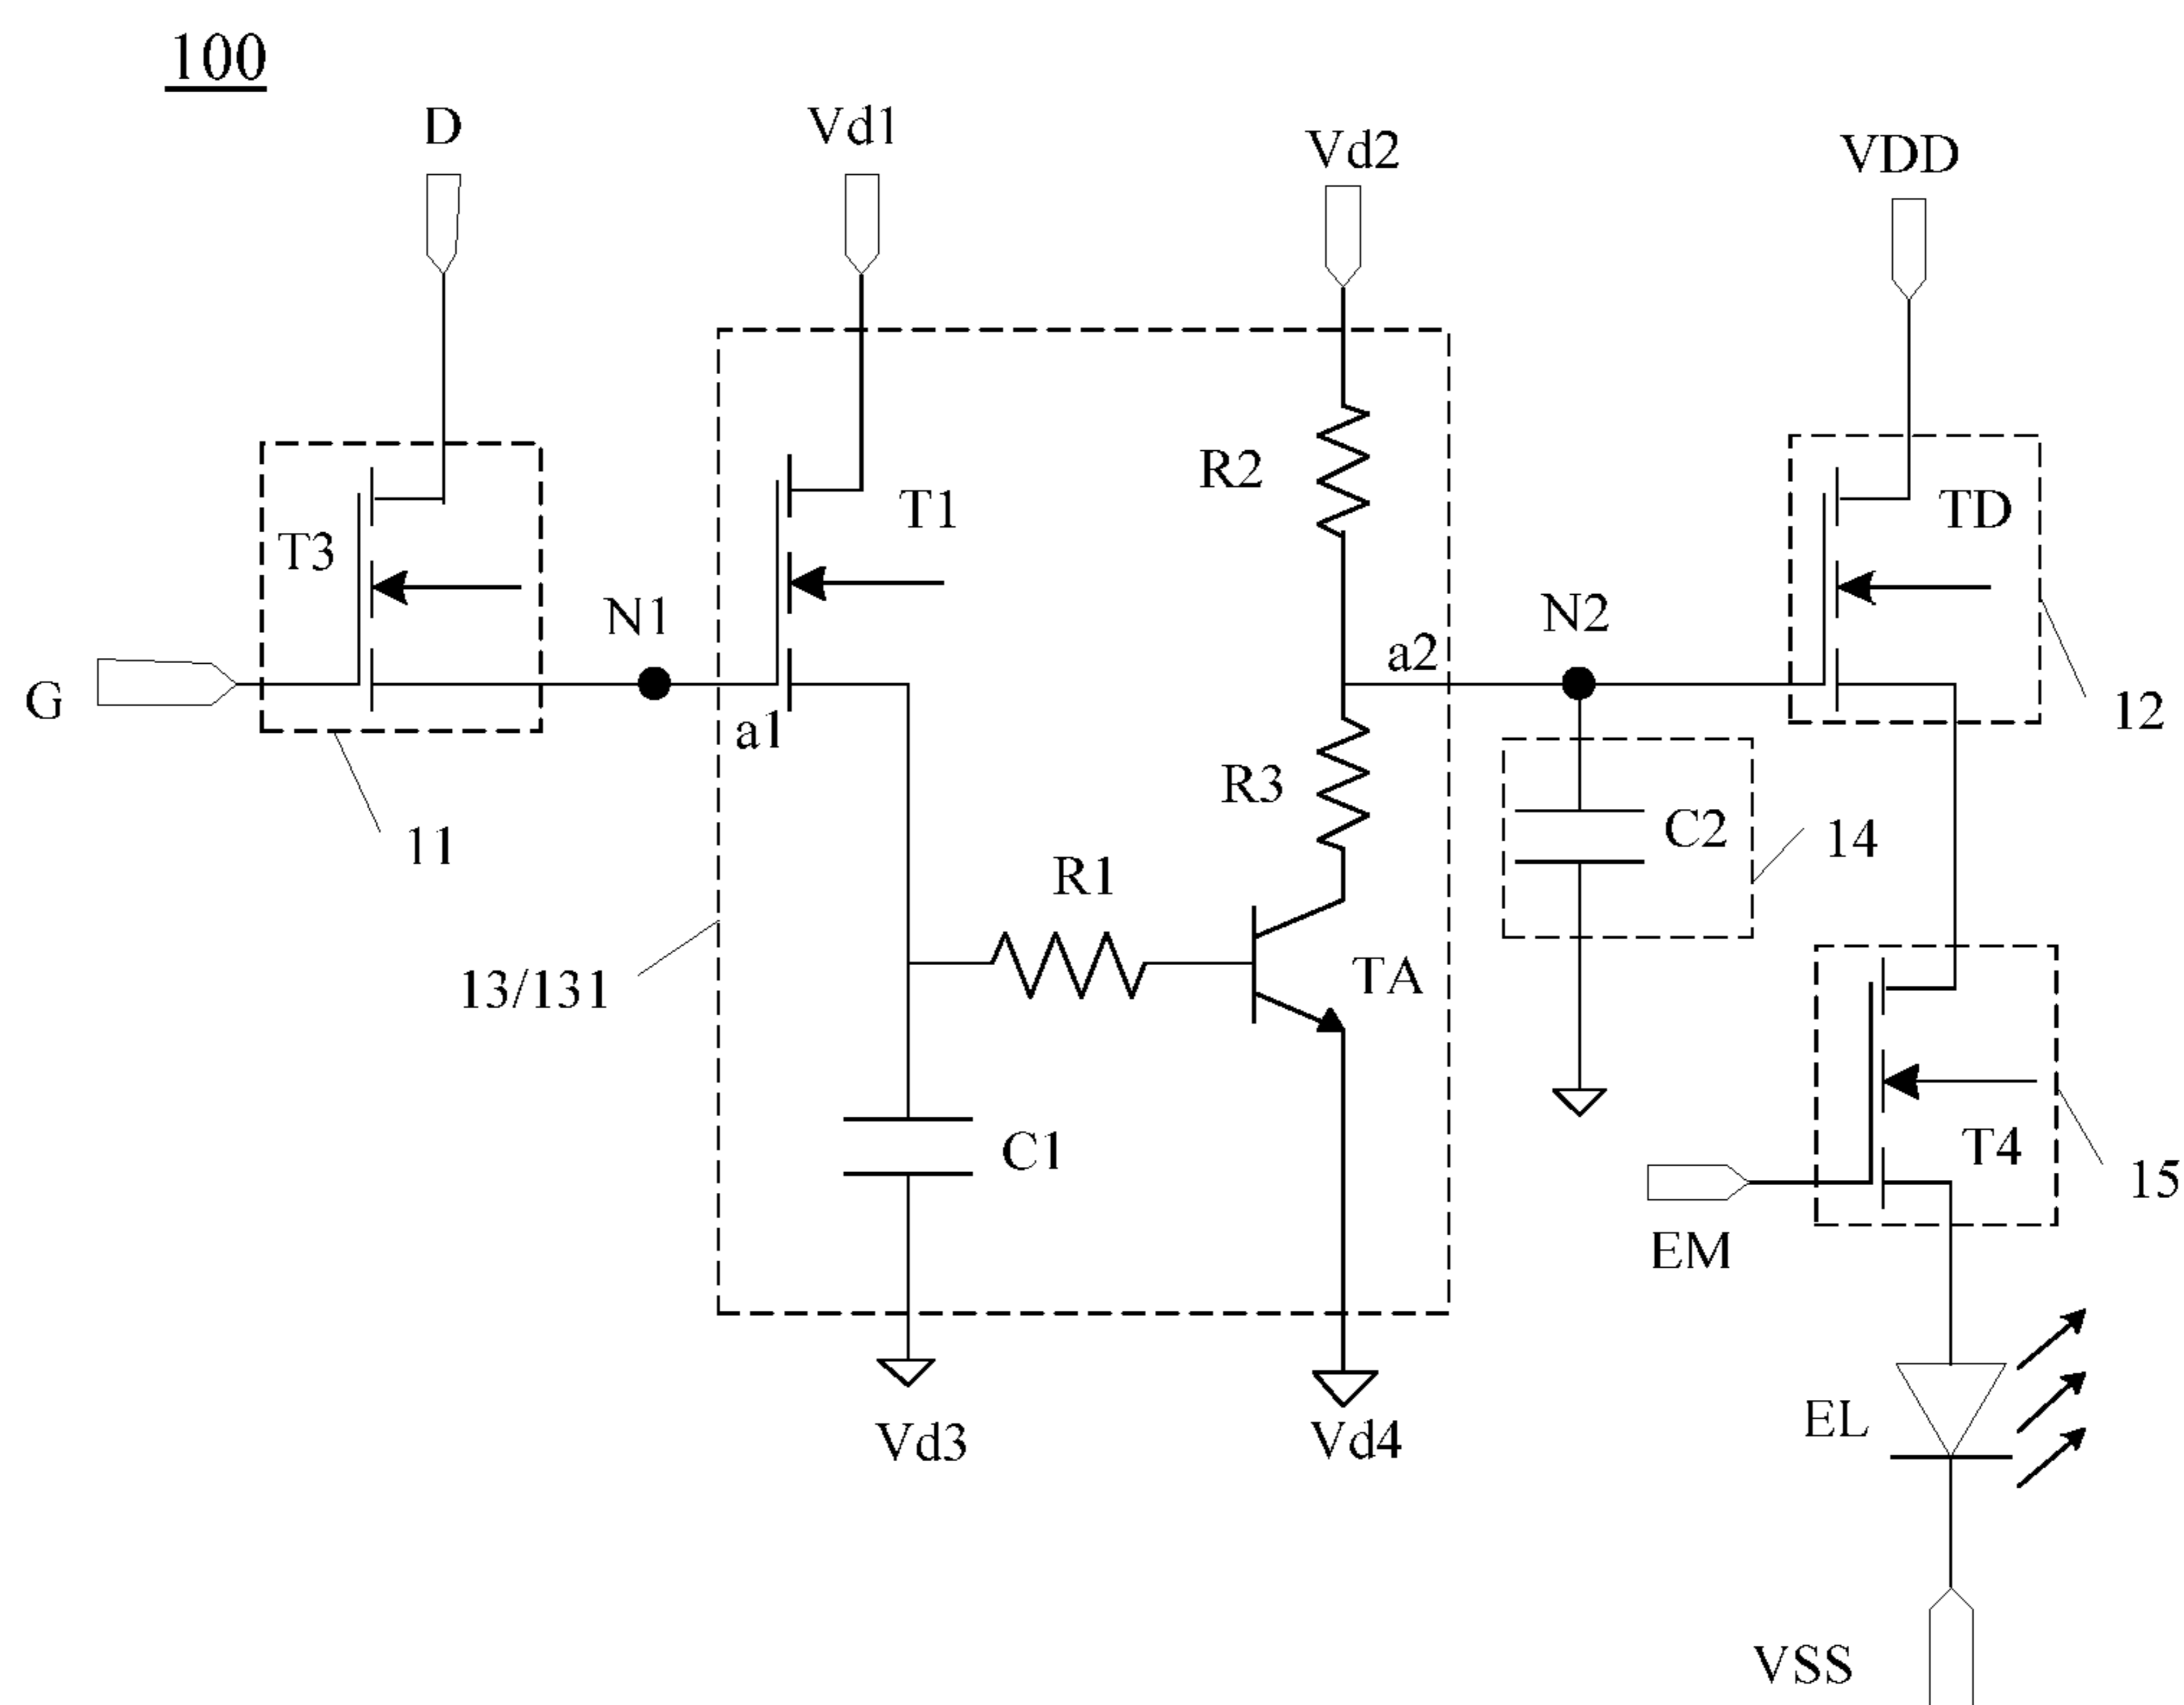 100
D
Vd1
Vd2
VDD
R2
T1
TD
T3
N1
N2
a2
G
a1
12
R3
C2
14
11
R1
TA
13/131
C1
T4
15
EM
EL
Vd3
Vd4
VSS